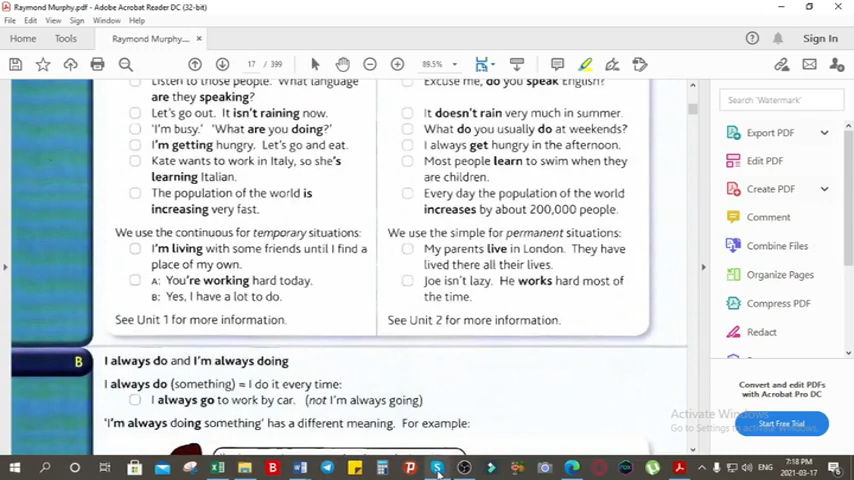 Raymond Murphy.pdf - Adobe Acrobat Reader DC (32-bit)
File Edit View Sign Window Help
Home Tools Raymond Murphy.... × Sign In
17 / 399 89.5%
Listen to those people. What language
are they speaking?
Let's go out. It isn't raining now.
'I'm busy.' 'What are you doing?'
I'm getting hungry. Let's go and eat.
Kate wants to work in Italy, so she's
learning Italian.
The population of the world is
increasing very fast.
We use the continuous for temporary situations:
I'm living with some friends until I find a
place of my own.
A: You're working hard today.
B: Yes, I have a lot to do.
See Unit 1 for more information.
Excuse me, do you speak English?
It doesn't rain very much in summer.
What do you usually do at weekends?
I always get hungry in the afternoon.
Most people learn to swim when they
are children.
Every day the population of the world
increases by about 200,000 people.
We use the simple for permanent situations:
My parents live in London. They have
lived there all their lives.
Joe isn't lazy. He works hard most of
the time.
See Unit 2 for more information.
B I always do and I'm always doing
I always do (something) = I do it every time:
I always go to work by car. (not I'm always going)
'I'm always doing something' has a different meaning. For example:
Search 'Watermark'
Export PDF
Edit PDF
Create PDF
Comment
Combine Files
Organize Pages
Compress PDF
Redact
Convert and edit PDFs
with Acrobat Pro DC
Start Free Trial
Activate Windows
Go to Settings to activate Windows.
ENG
7:18 PM
2021-03-17